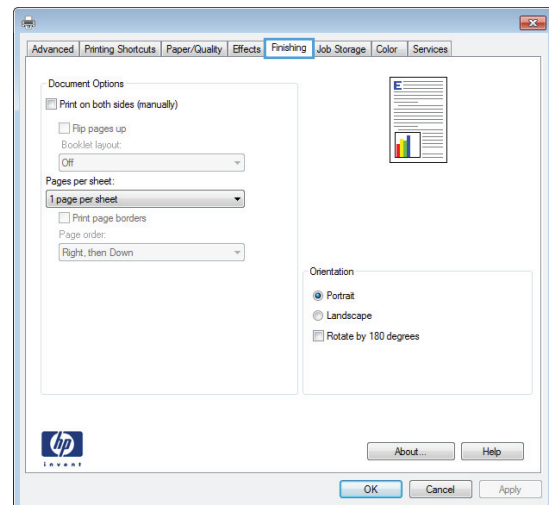 Advanced Printing Shortcuts Paper/Quality Effects Finishing Job Storage Color Services
Document Options
Print on both sides (manually)
Flip pages up
Booklet layout:
Off
Pages per sheet:
1 page per sheet
Print page borders
Page order:
Right, then Down
E
Orientation
Portrait
Landscape
Rotate by 180 degrees
hp
invent
About... Help
OK Cancel Apply